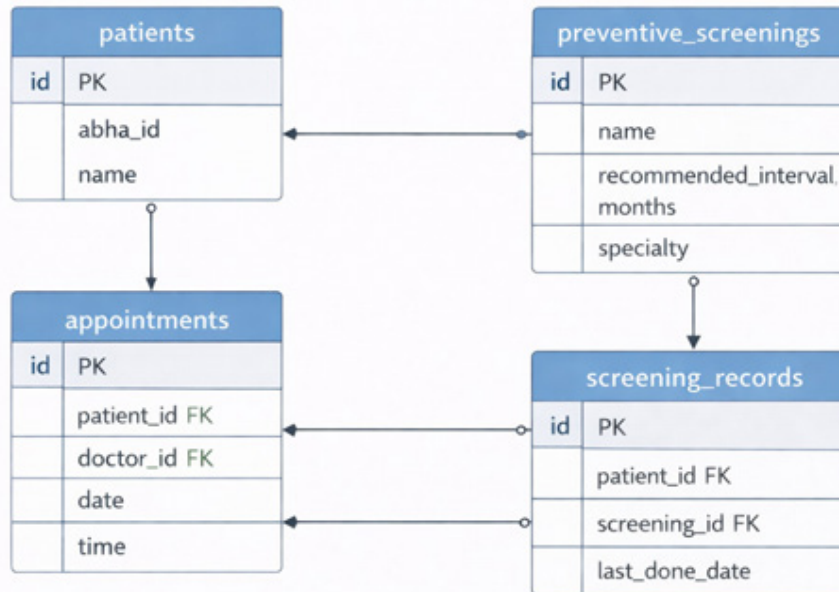 patients
id PK
abha_id
name
preventive_screenings
id PK
name
recommended_interval
months
specialty
appointments
id PK
patient_id FK
doctor_id FK
date
time
screening_records
id PK
patient_id FK
screening_id FK
last_done_date